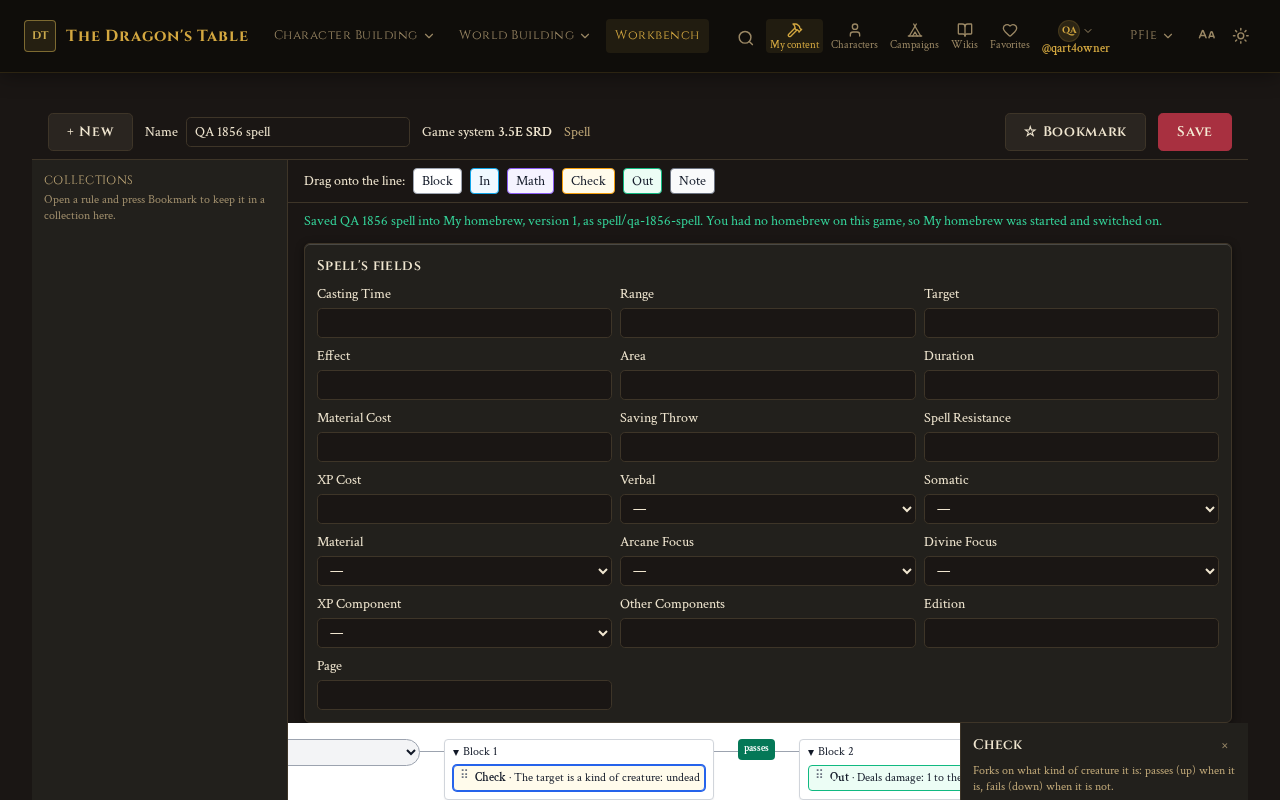 DT The Dragon's Table Character Building World Building Workbench My content Characters Campaigns Wikis Favorites QA @qart4owner PF1e AA
+ New Name QA 1856 spell Game system 3.5E SRD Spell ☆ Bookmark Save
Collections
Open a rule and press Bookmark to keep it in a
collection here.
Drag onto the line: Block In Math Check Out Note
Saved QA 1856 spell into My homebrew, version 1, as spell/qa-1856-spell. You had no homebrew on this game, so My homebrew was started and switched on.
Spell's fields
Casting Time Range Target
Effect Area Duration
Material Cost Saving Throw Spell Resistance
XP Cost Verbal Somatic
— —
Material Arcane Focus Divine Focus
— — —
XP Component Other Components Edition
—
Page
▾ Block 1 passes ▾ Block 2
Check · The target is a kind of creature: undead Out · Deals damage: 1 to the
Check ×
Forks on what kind of creature it is: passes (up) when it
is, fails (down) when it is not.